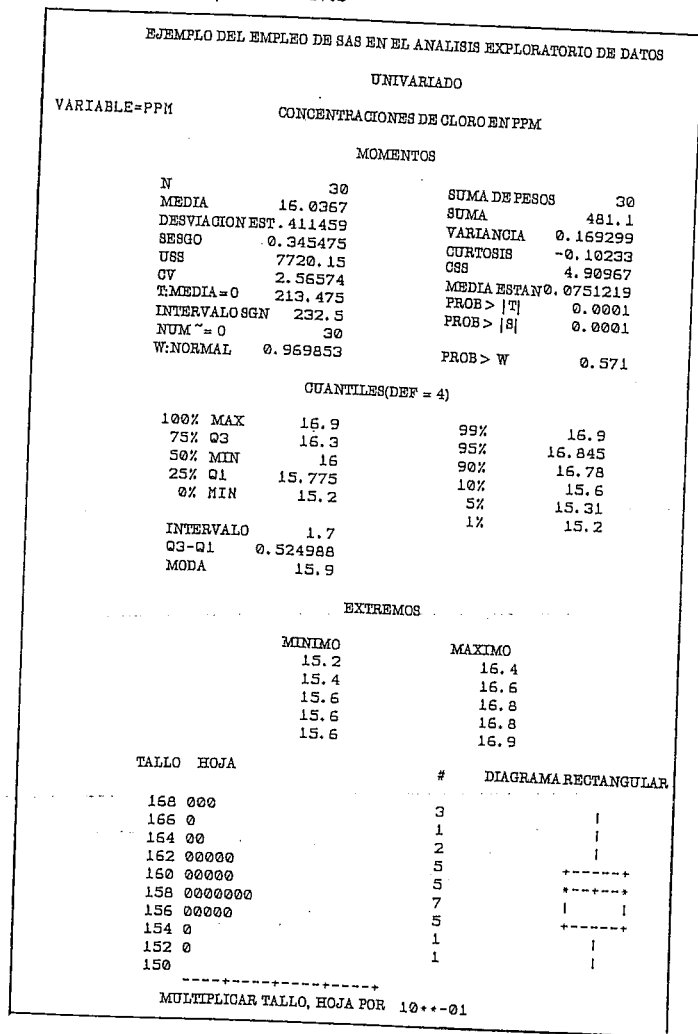 EJEMPLO DEL EMPLEO DE SAS EN EL ANALISIS EXPLORATORIO DE DATOS
UNIVARIADO
VARIABLE=PPM CONCENTRACIONES DE CLORO EN PPM
MOMENTOS
N 30 SUMA DE PESOS 30
MEDIA 16.0367 SUMA 481.1
DESVIACION EST. 411459 VARIANCIA 0.169299
SESGO 0.345475 CURTOSIS -0.10233
USS 7720.15 CSS 4.90967
CV 2.56574 MEDIA ESTAN 0.0751219
T:MEDIA=0 213.475 PROB > |T| 0.0001
INTERVALO SGN 232.5 PROB > |S| 0.0001
NUM ~= 0 30
W:NORMAL 0.969853 PROB > W 0.571
CUANTILES(DEF = 4)
100% MAX 16.9 99% 16.9
75% Q3 16.3 95% 16.845
50% MIN 16 90% 16.78
25% Q1 15.775 10% 15.6
0% MIN 15.2 5% 15.31
1% 15.2
INTERVALO 1.7
Q3-Q1 0.524988
MODA 15.9
EXTREMOS
MINIMO MAXIMO
15.2 16.4
15.4 16.6
15.6 16.8
15.6 16.8
15.6 16.9
TALLO HOJA # DIAGRAMA RECTANGULAR
168 000 3 |
166 0 1 |
164 00 2 |
162 00000 5 +-----+
160 00000 5 *--+--*
158 0000000 7 | |
156 00000 5 +-----+
154 0 1 |
152 0 1 |
150
----+----+----+----+
MULTIPLICAR TALLO, HOJA POR 10**-01